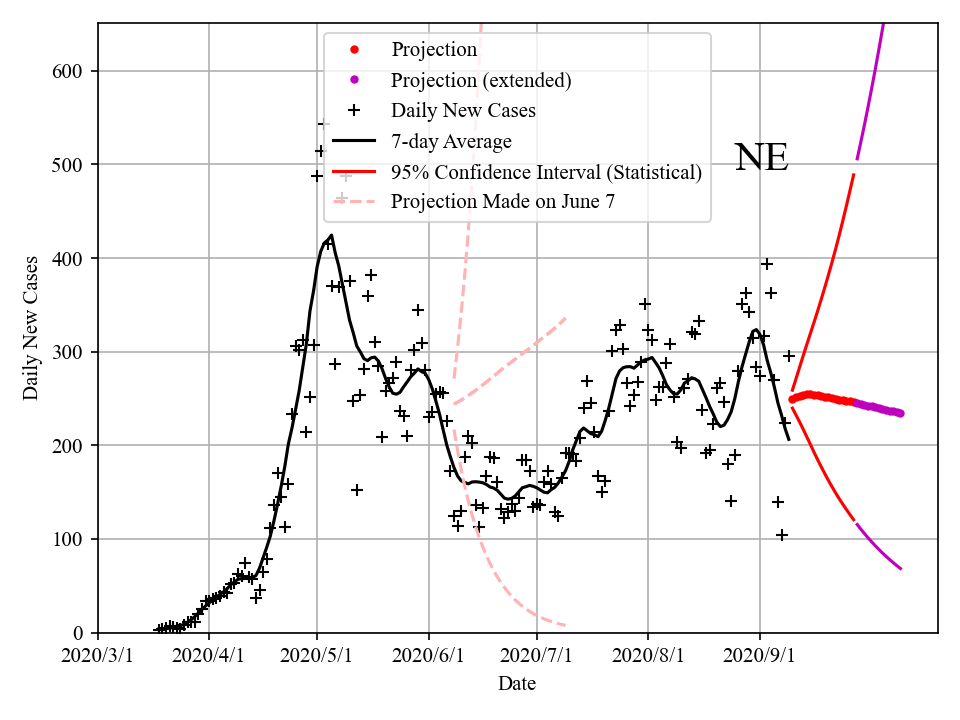 Projection
Projection (extended)
Daily New Cases
7-day Average
95% Confidence Interval (Statistical)
Projection Made on June 7
NE
600
500
400
300
200
100
0
Daily New Cases
2020/3/1 2020/4/1 2020/5/1 2020/6/1 2020/7/1 2020/8/1 2020/9/1
Date